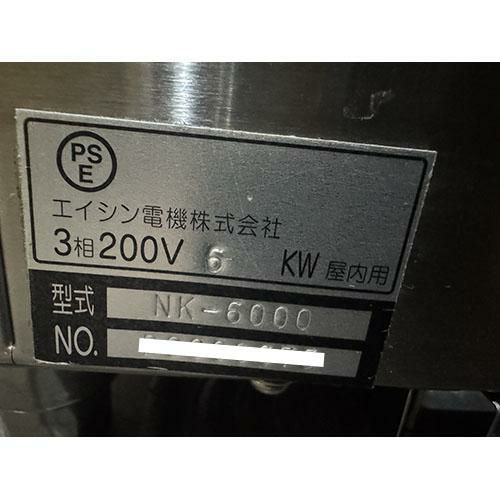 PS
E
エイシン電機株式会社
3相200V 6 KW 屋内用
型式 NK-6000
NO.